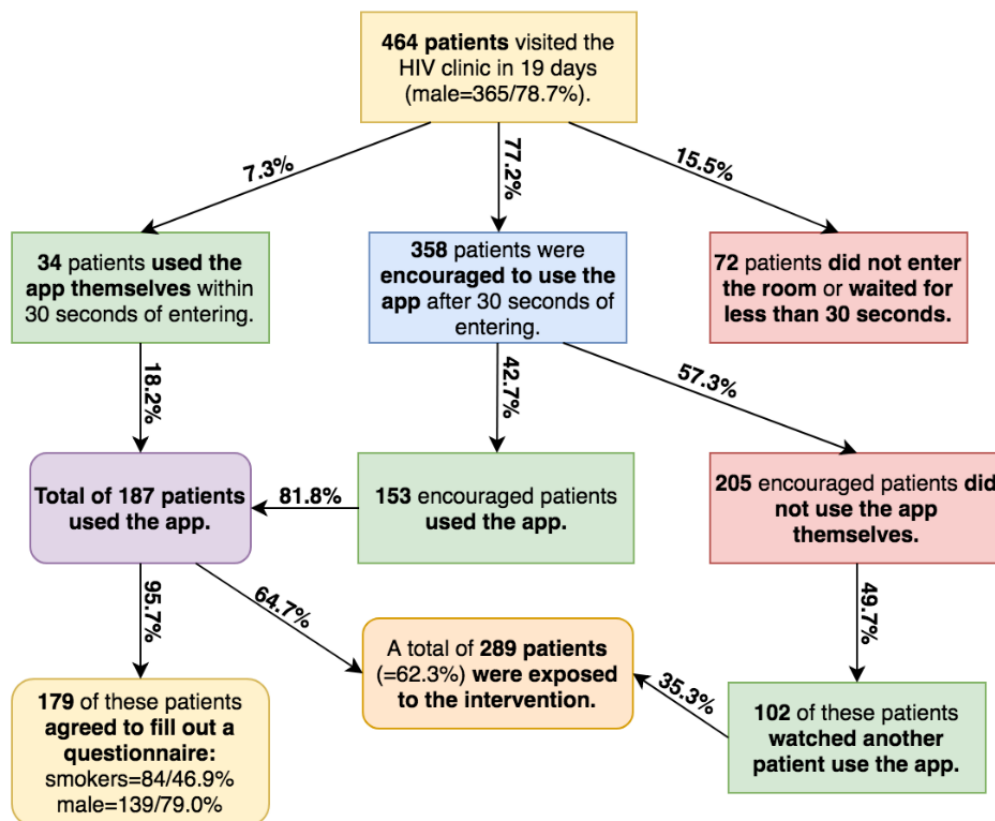 464 patients visited the
HIV clinic in 19 days
(male=365/78.7%).
7.3%
77.2%
15.5%
34 patients used the
app themselves within
30 seconds of entering.
358 patients were
encouraged to use the
app after 30 seconds of
entering.
72 patients did not enter
the room or waited for
less than 30 seconds.
18.2%
42.7%
57.3%
Total of 187 patients
used the app.
81.8%
153 encouraged patients
used the app.
205 encouraged patients did
not use the app
themselves.
95.7%
64.7%
49.7%
A total of 289 patients
(=62.3%) were exposed
to the intervention.
35.3%
179 of these patients
agreed to fill out a
questionnaire:
smokers=84/46.9%
male=139/79.0%
102 of these patients
watched another
patient use the app.